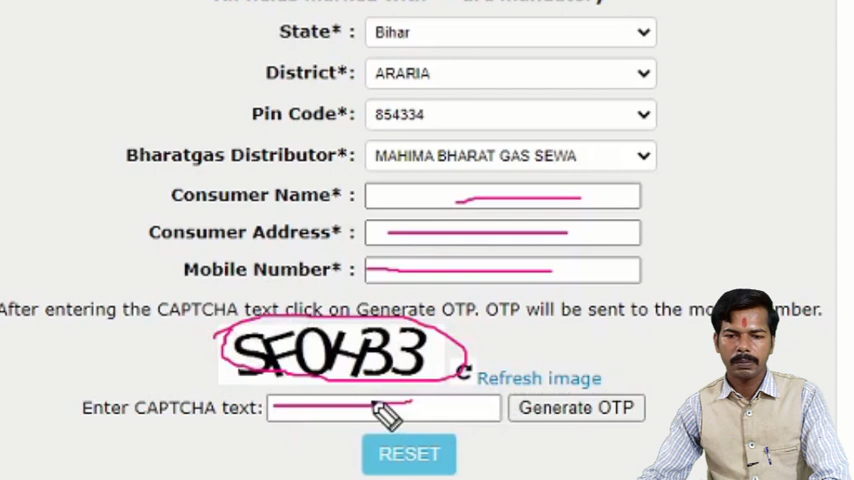 State* :
Bihar
District*:
ARARIA
Pin Code*:
854334
Bharatgas Distributor*:
MAHIMA BHARAT GAS SEWA
Consumer Name* :
Consumer Address* :
Mobile Number* :
After entering the CAPTCHA text click on Generate OTP. OTP will be sent to the number.
SFOHB3
Refresh image
Enter CAPTCHA text:
Generate OTP
RESET